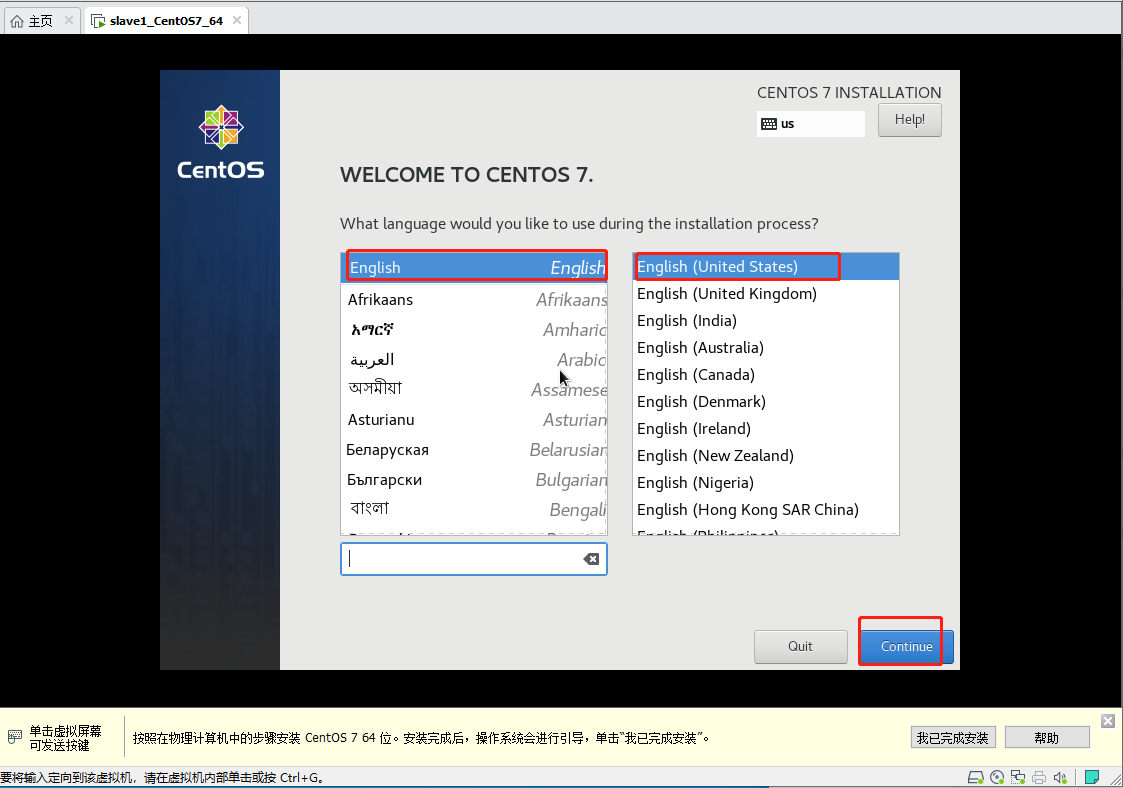 主页
slave1_CentOS7_64
CentOS
CENTOS 7 INSTALLATION
us
Help!
WELCOME TO CENTOS 7.
What language would you like to use during the installation process?
English English
Afrikaans Afrikaans
አማርኛ Amharic
العربية Arabic
অসমীয়া Assamese
Asturianu Asturian
Беларуская Belarusian
Български Bulgarian
বাংলা Bengali
English (United States)
English (United Kingdom)
English (India)
English (Australia)
English (Canada)
English (Denmark)
English (Ireland)
English (New Zealand)
English (Nigeria)
English (Hong Kong SAR China)
English (Philippines)
Quit
Continue
单击虚拟屏幕
可发送按键
按照在物理计算机中的步骤安装 CentOS 7 64 位。安装完成后，操作系统会进行引导，单击“我已完成安装”。
我已完成安装
帮助
要将输入定向到该虚拟机，请在虚拟机内部单击或按 Ctrl+G。